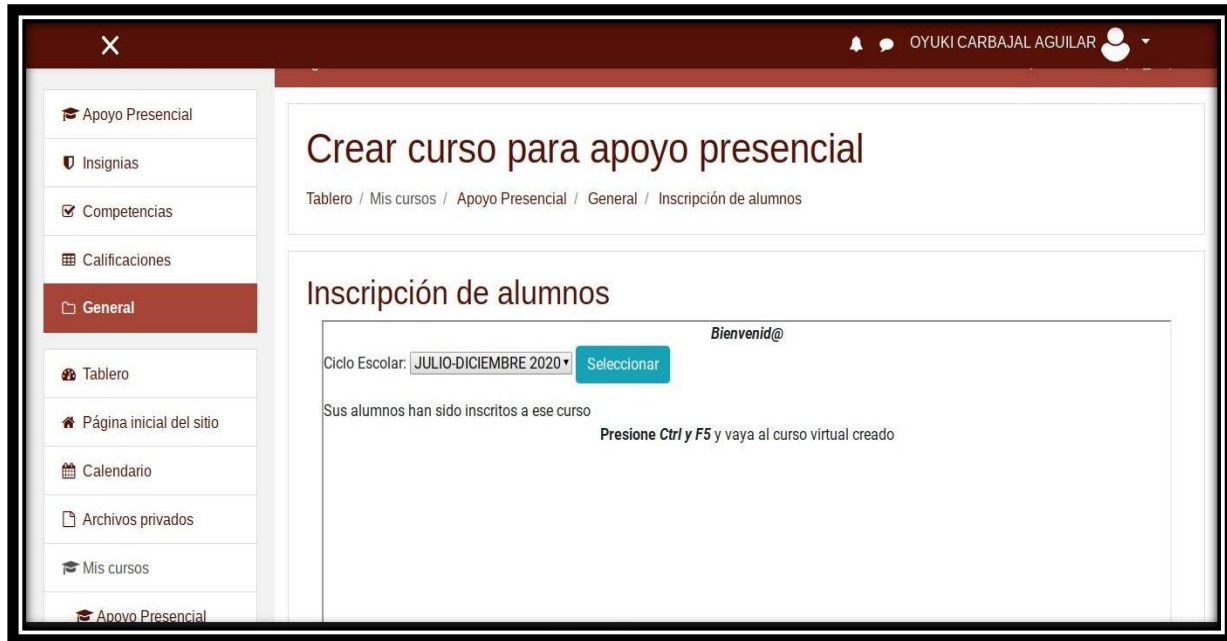 OYUKI CARBAJAL AGUILAR
Apoyo Presencial
Insignias
Competencias
Calificaciones
General
Tablero
Página inicial del sitio
Calendario
Archivos privados
Mis cursos
Apoyo Presencial
Crear curso para apoyo presencial
Tablero / Mis cursos / Apoyo Presencial / General / Inscripción de alumnos
Inscripción de alumnos
Bienvenid@
Ciclo Escolar: JULIO-DICIEMBRE 2020 Seleccionar
Sus alumnos han sido inscritos a ese curso
Presione Ctrl y F5 y vaya al curso virtual creado